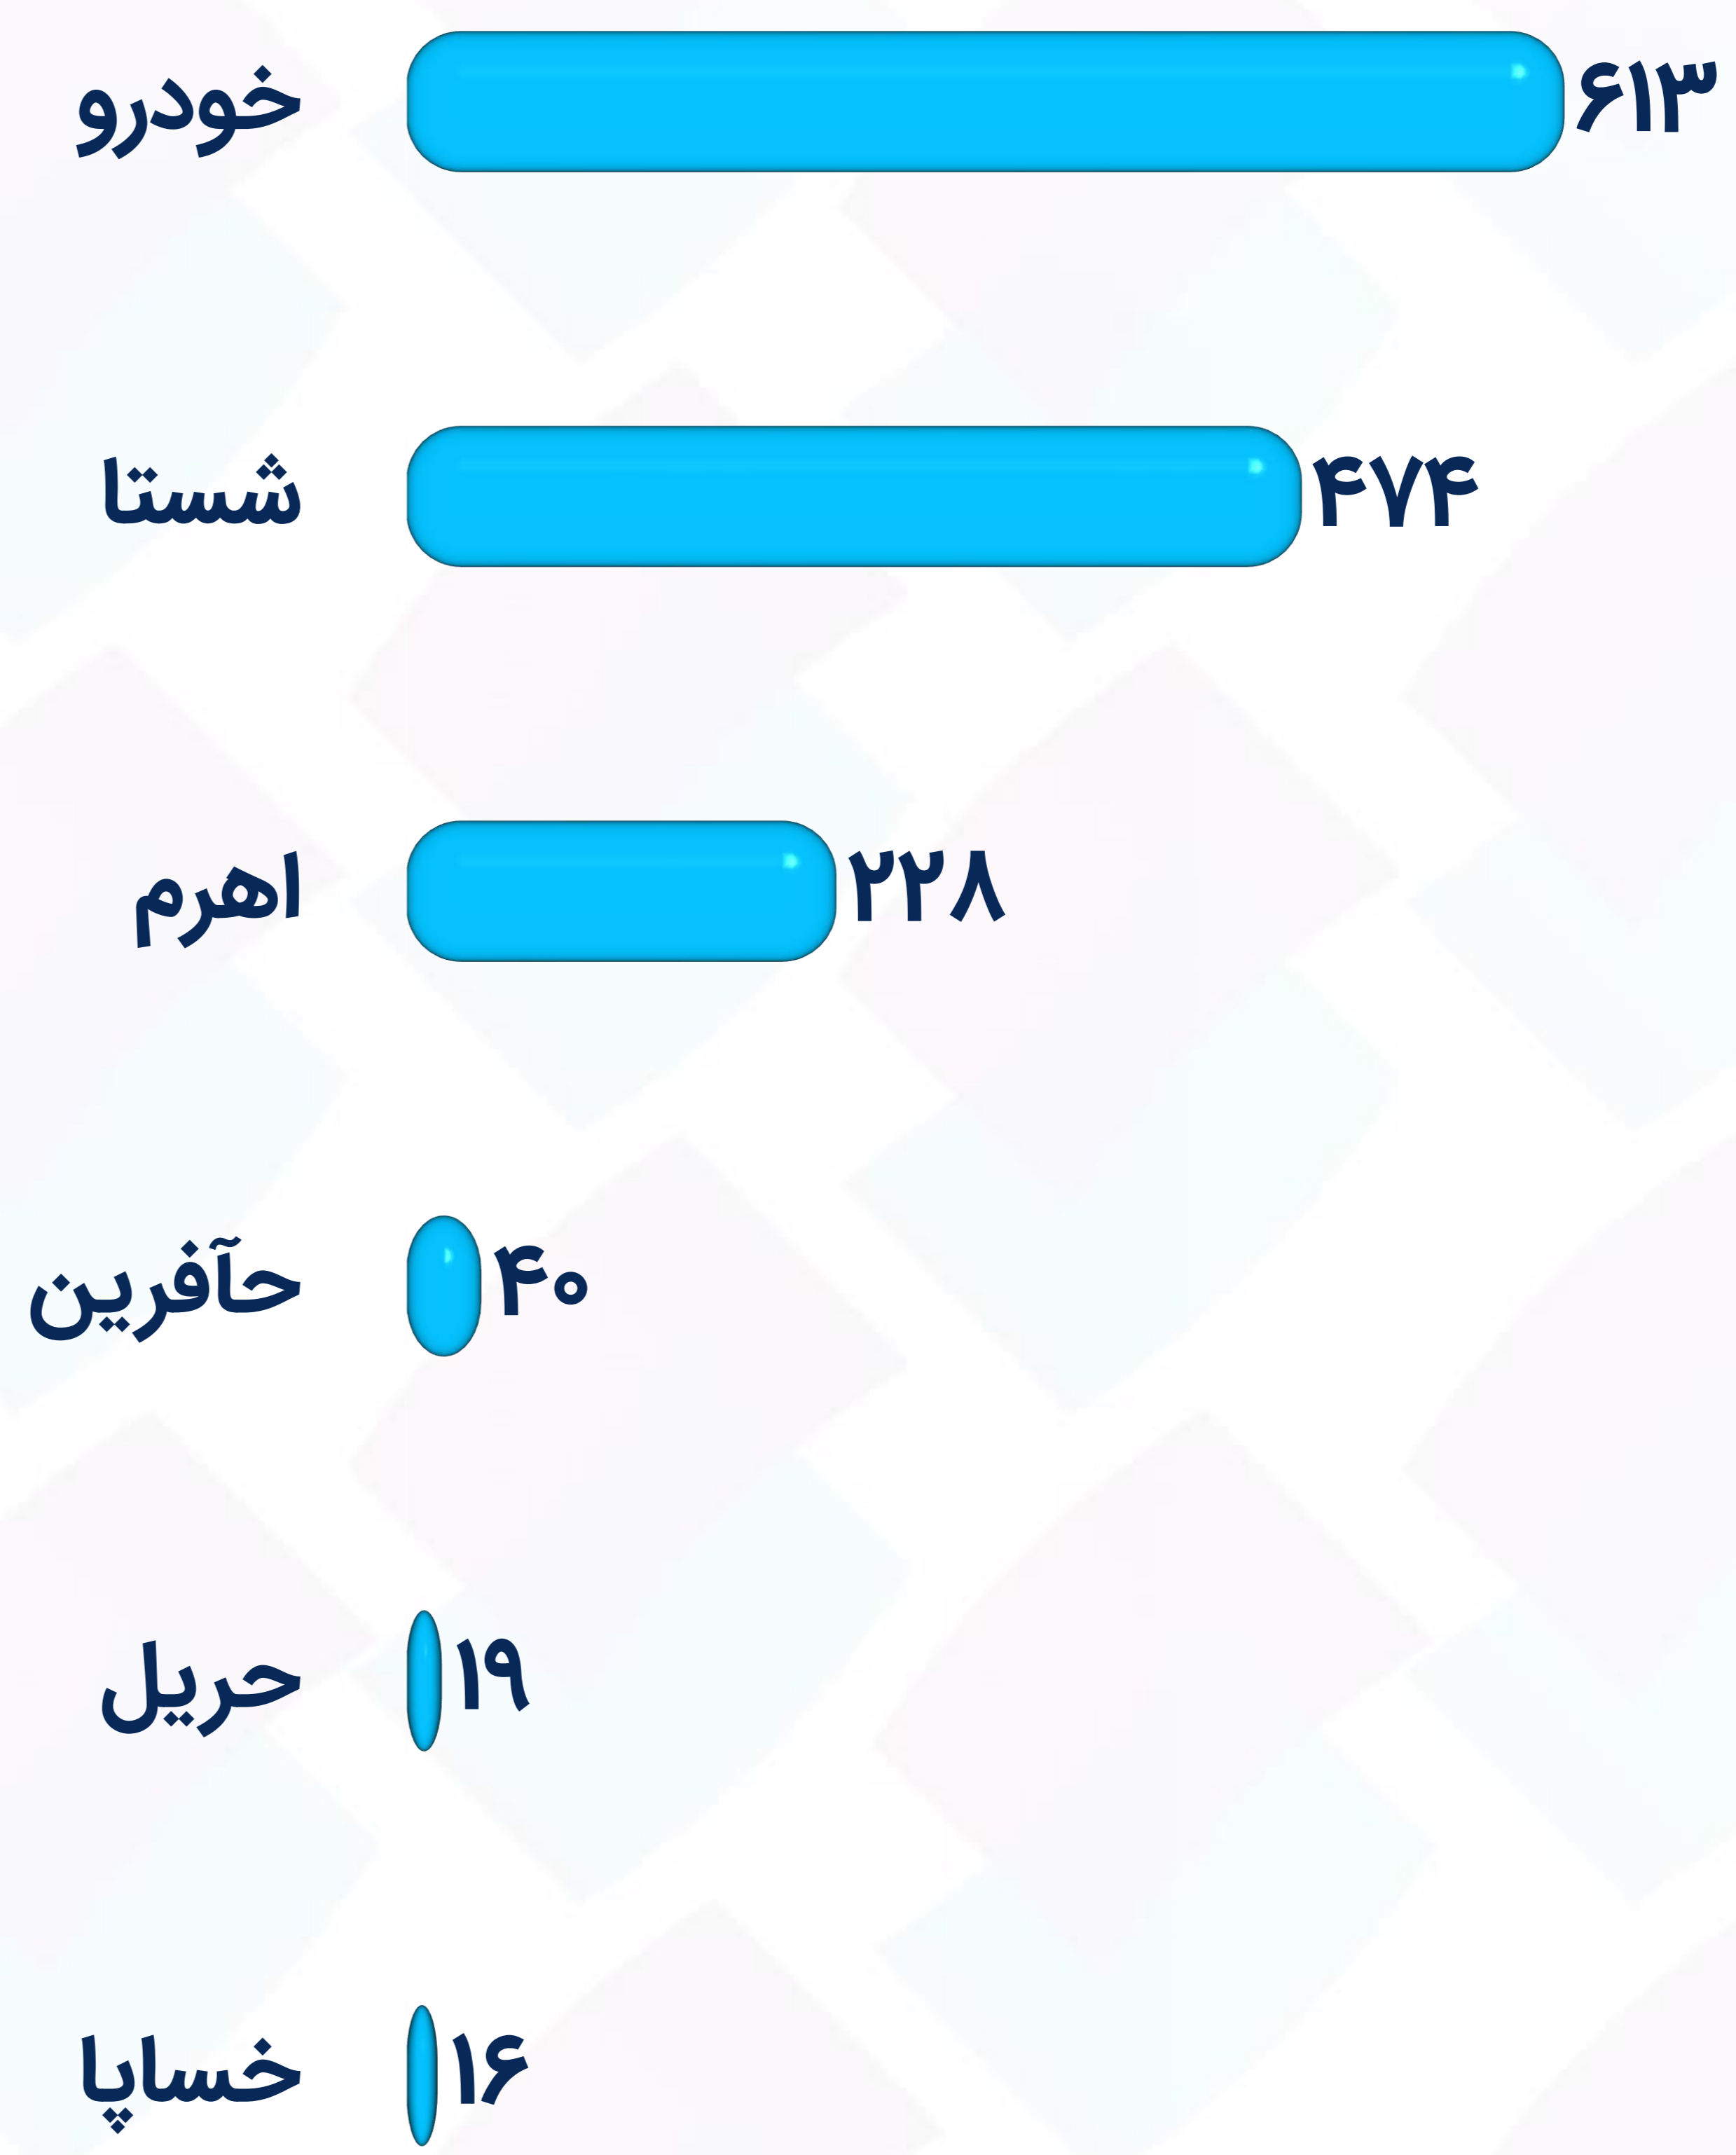 خودرو ۶۱۳
شستا ۴۷۴
اهرم ۲۲۸
حآفرین ۴۰
حریل ۱۹
خساپا ۱۶